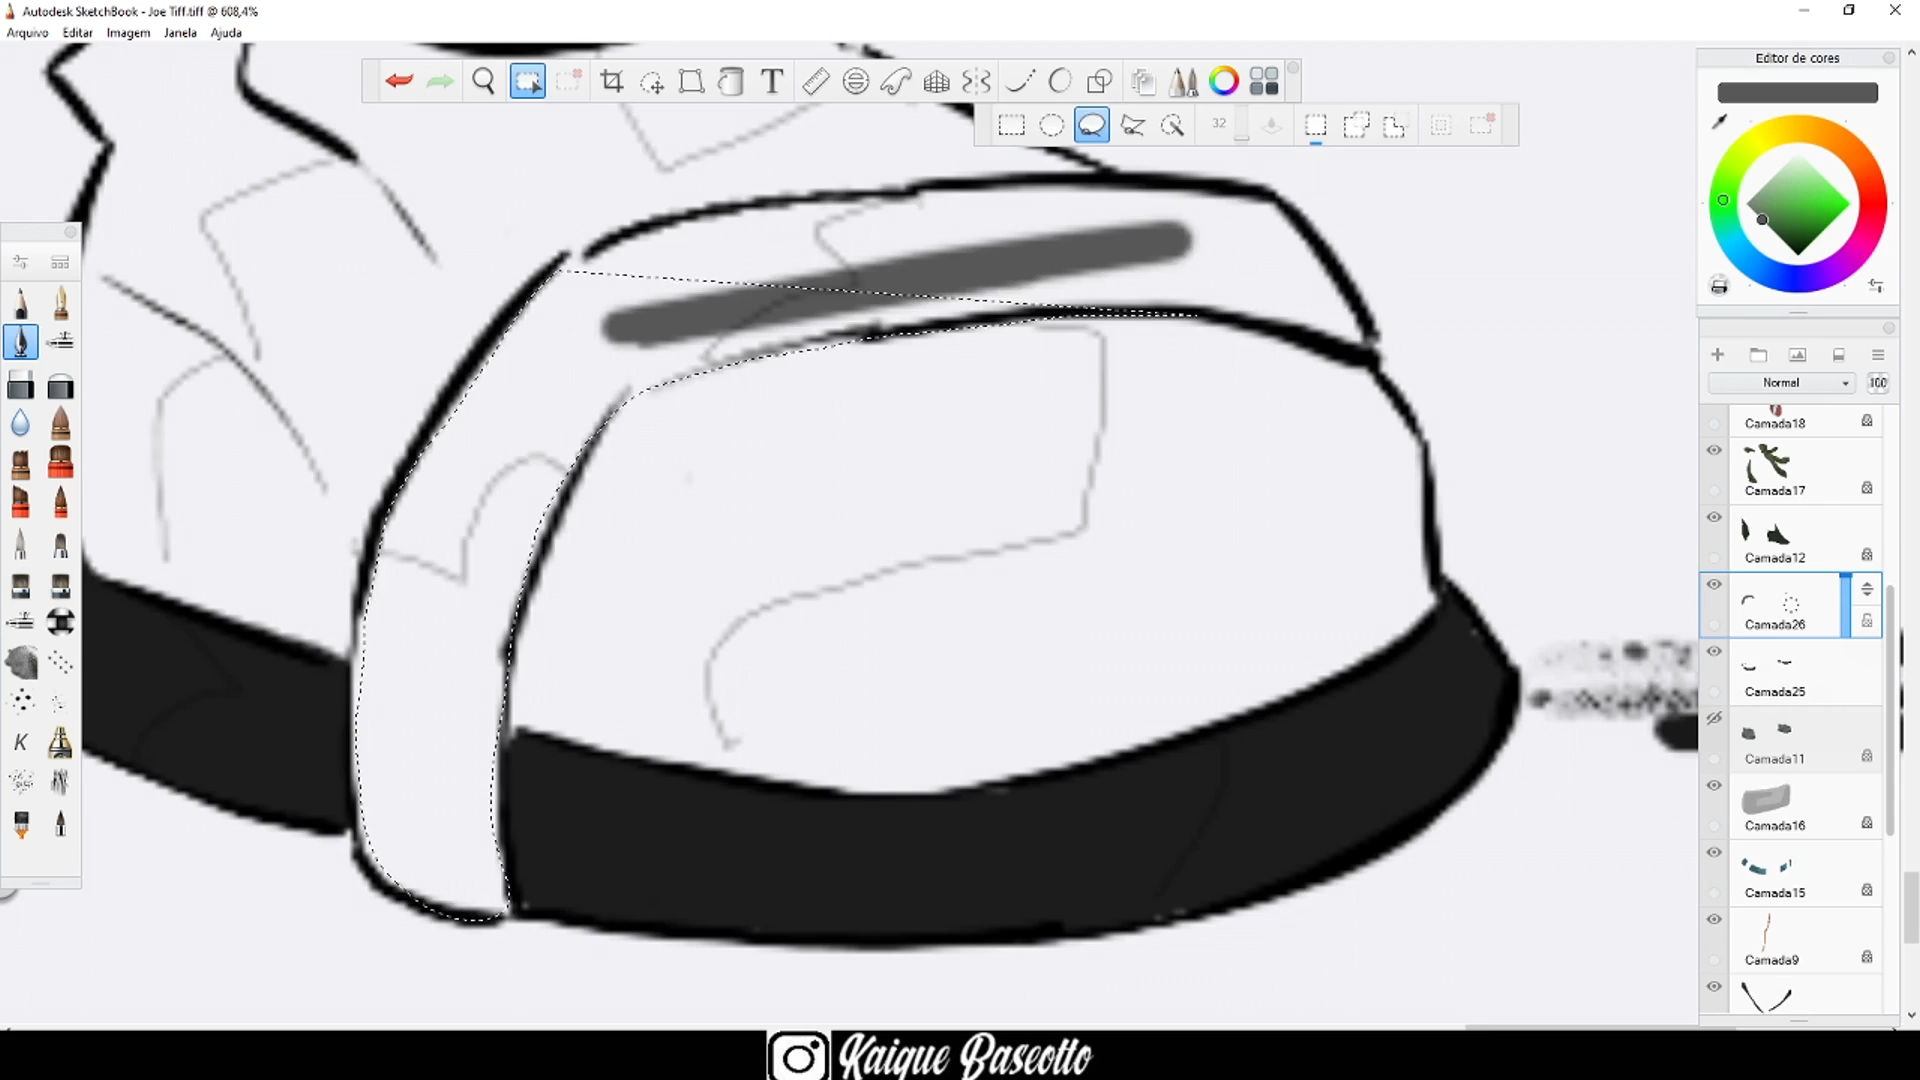 Autodesk SketchBook - Joe Tiff.tiff @ 608,4%
Arquivo Editar Imagem Janela Ajuda
T
32
Editor de cores
Normal 100
Camada18
Camada17
Camada12
Camada26
Camada25
Camada11
Camada16
Camada15
Camada9
K
Kaique Baseotto